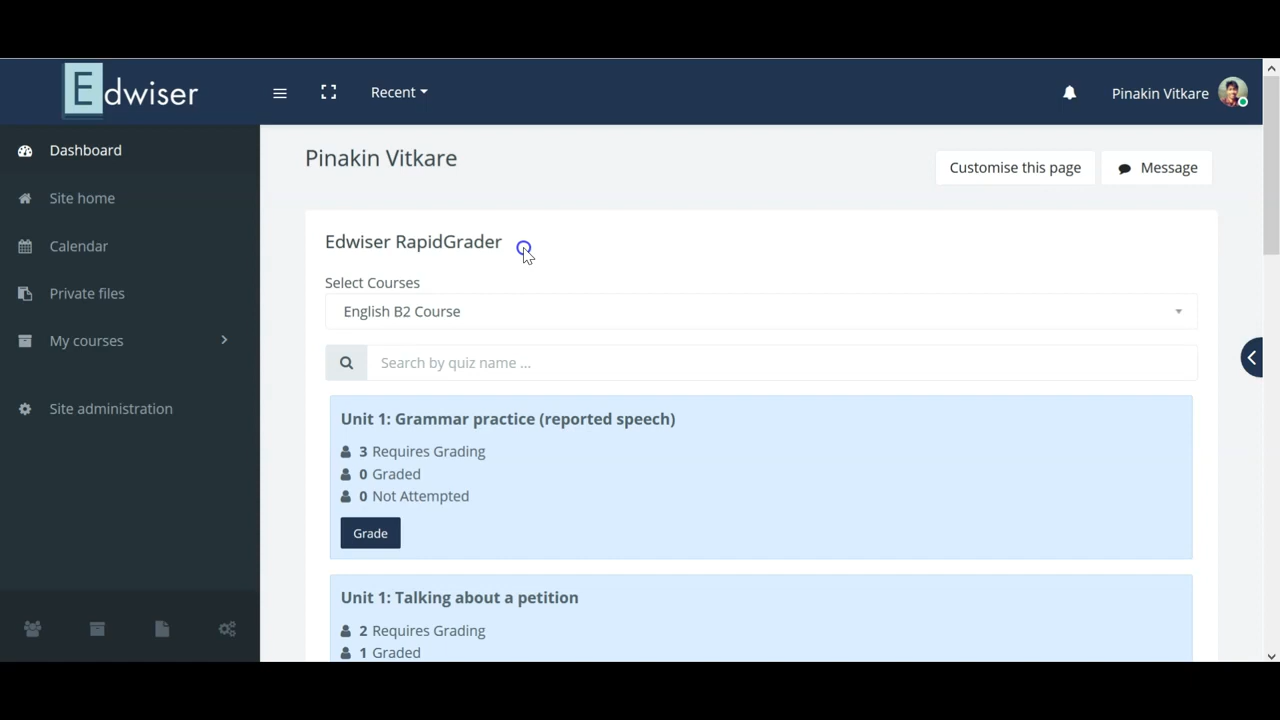 Edwiser
Recent
Pinakin Vitkare
Dashboard
Site home
Calendar
Private files
My courses
Site administration
Pinakin Vitkare
Customise this page
Message
Edwiser RapidGrader
Select Courses
English B2 Course
Search by quiz name ...
Unit 1: Grammar practice (reported speech)
3 Requires Grading
0 Graded
0 Not Attempted
Grade
Unit 1: Talking about a petition
2 Requires Grading
1 Graded